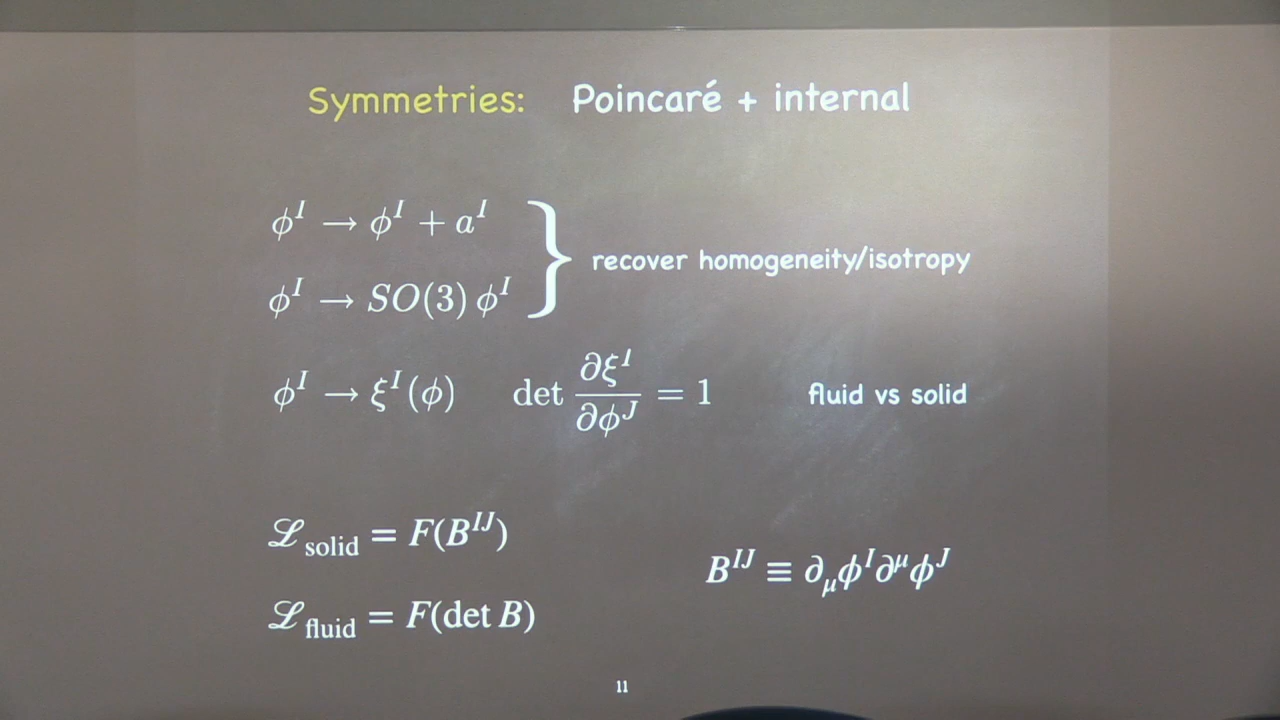 Symmetries: Poincaré + internal
ϕ^I → ϕ^I + a^I
ϕ^I → SO(3) ϕ^I
} recover homogeneity/isotropy
ϕ^I → ξ^I(ϕ) det ∂ξ^I/∂ϕ^J = 1 fluid vs solid
ℒ_solid = F(B^{IJ})
B^{IJ} ≡ ∂_μϕ^I∂^μϕ^J
ℒ_fluid = F(det B)
11